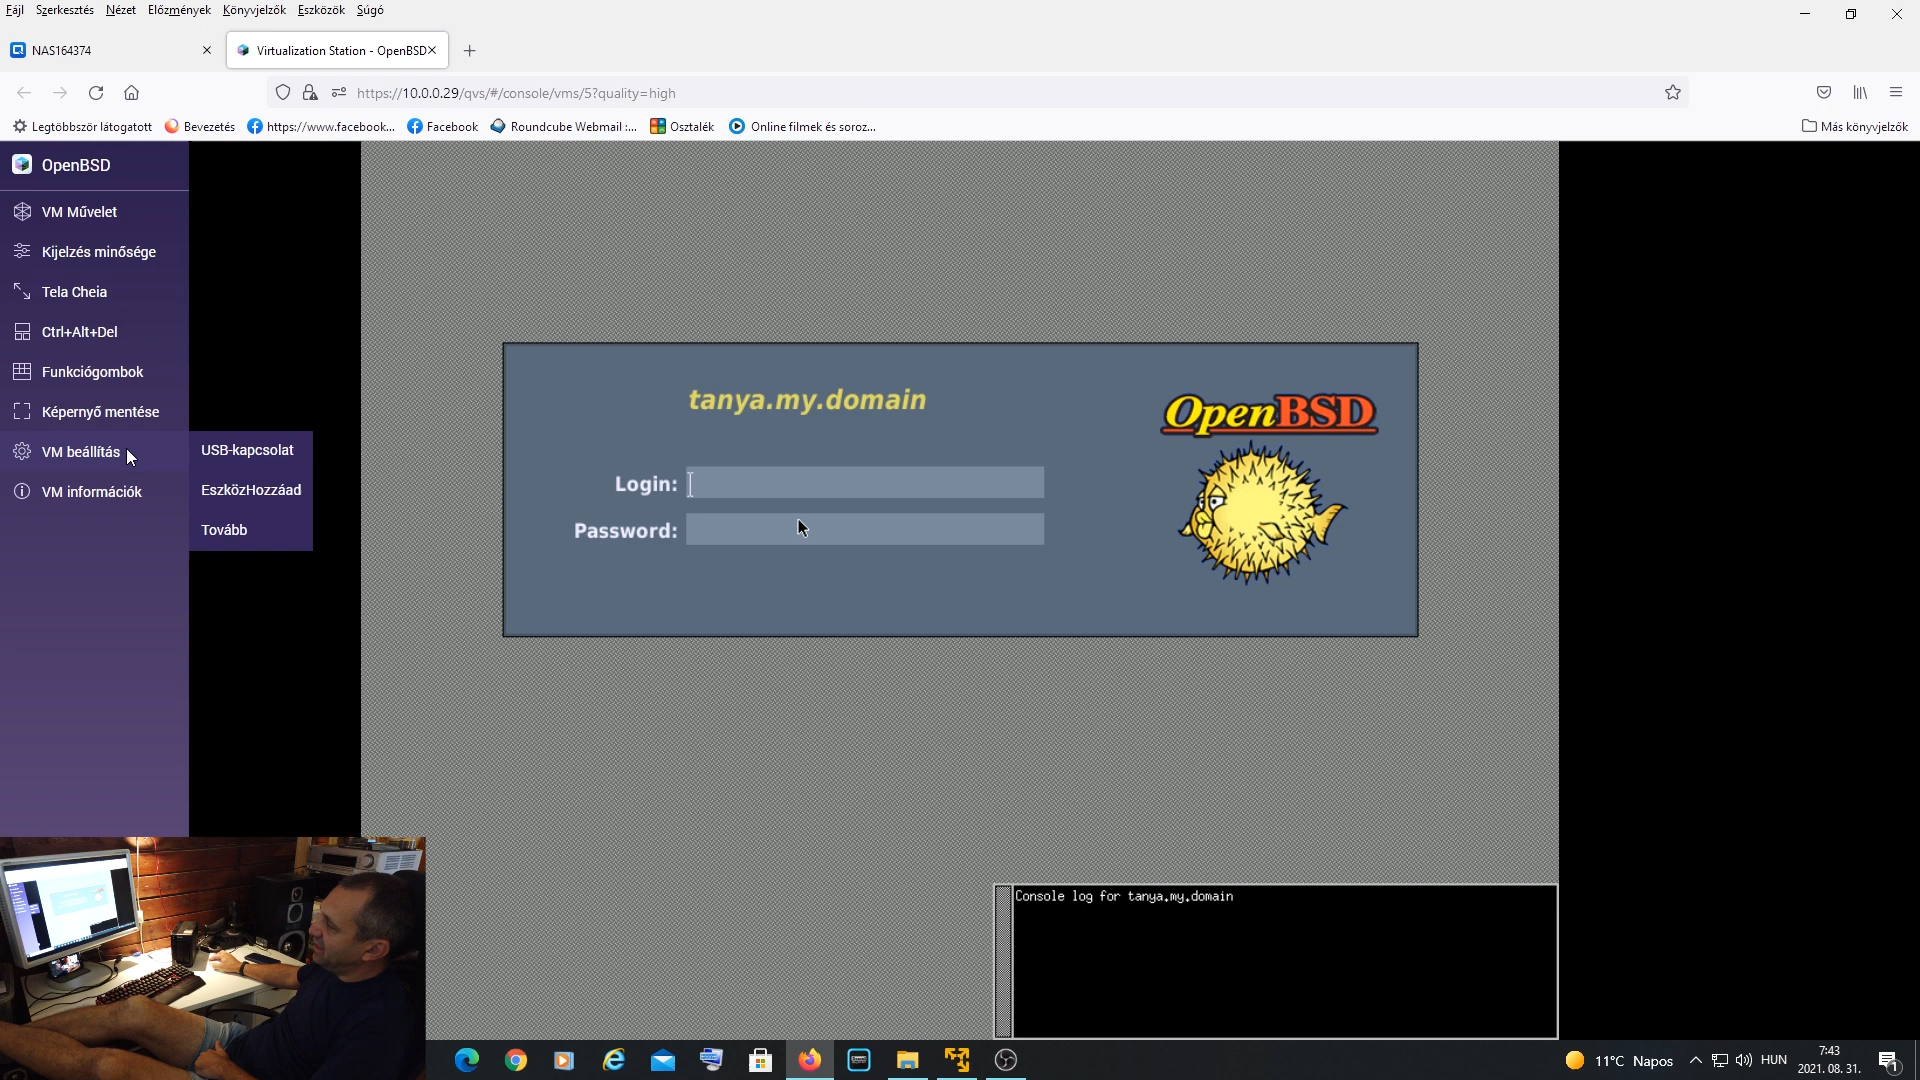 Fájl Szerkesztés Nézet Előzmények Könyvjelzők Eszközök Súgó
NAS164374
Virtualization Station - OpenBSD
https://10.0.0.29/qvs/#/console/vms/5?quality=high
Legtöbbször látogatott
Bevezetés
https://www.facebook...
Facebook
Roundcube Webmail :...
Osztalék
Online filmek és soroz...
Más könyvjelzők
OpenBSD
VM Művelet
Kijelzés minősége
Tela Cheia
Ctrl+Alt+Del
Funkciógombok
Képernyő mentése
VM beállítás
VM információk
USB-kapcsolat
EszközHozzáad
Tovább
tanya.my.domain
Login:
Password:
OpenBSD
Console log for tanya.my.domain
11°C Napos
HUN
7:43
2021. 08. 31.
1